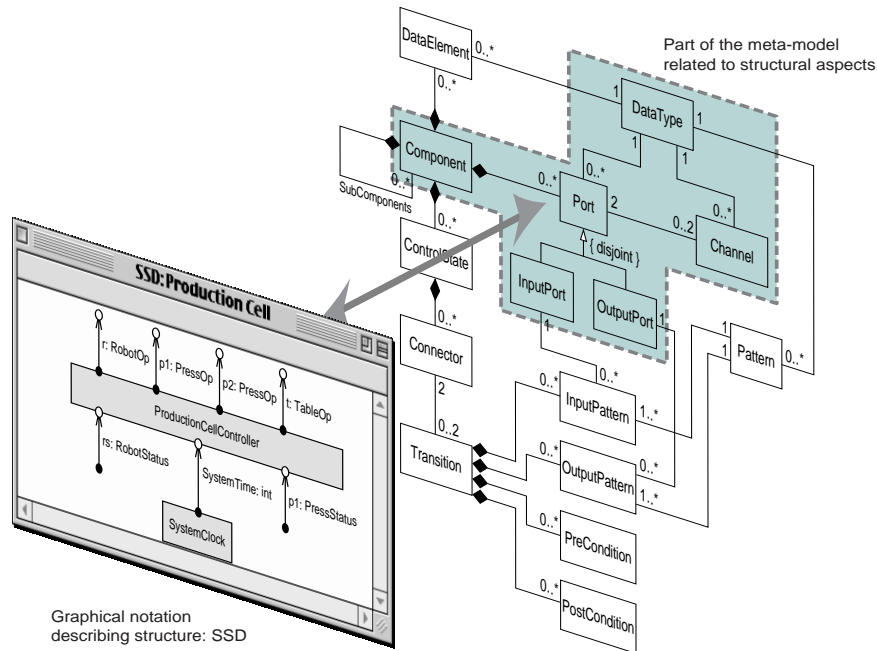 DataElement
0..*
Part of the meta-model
related to structural aspects
0..*
1
DataType
1
1
1
Component
0..*
SubComponents
0..*
0..*
Port
2
0..*
0..2
Channel
{ disjoint }
0..*
ControlState
InputPort
OutputPort
1
1
0..*
Connector
2
0..2
Transition
1
1
Pattern
0..*
0..*
0..*
InputPattern
1..*
0..*
OutputPattern
0..*
1..*
0..*
PreCondition
0..*
PostCondition
SSD:Production Cell
r: RobotOp
p1: PressOp
p2: PressOp
t: TableOp
ProductionCellController
rs: RobotStatus
SystemTime: int
p1: PressStatus
SystemClock
Graphical notation
describing structure: SSD